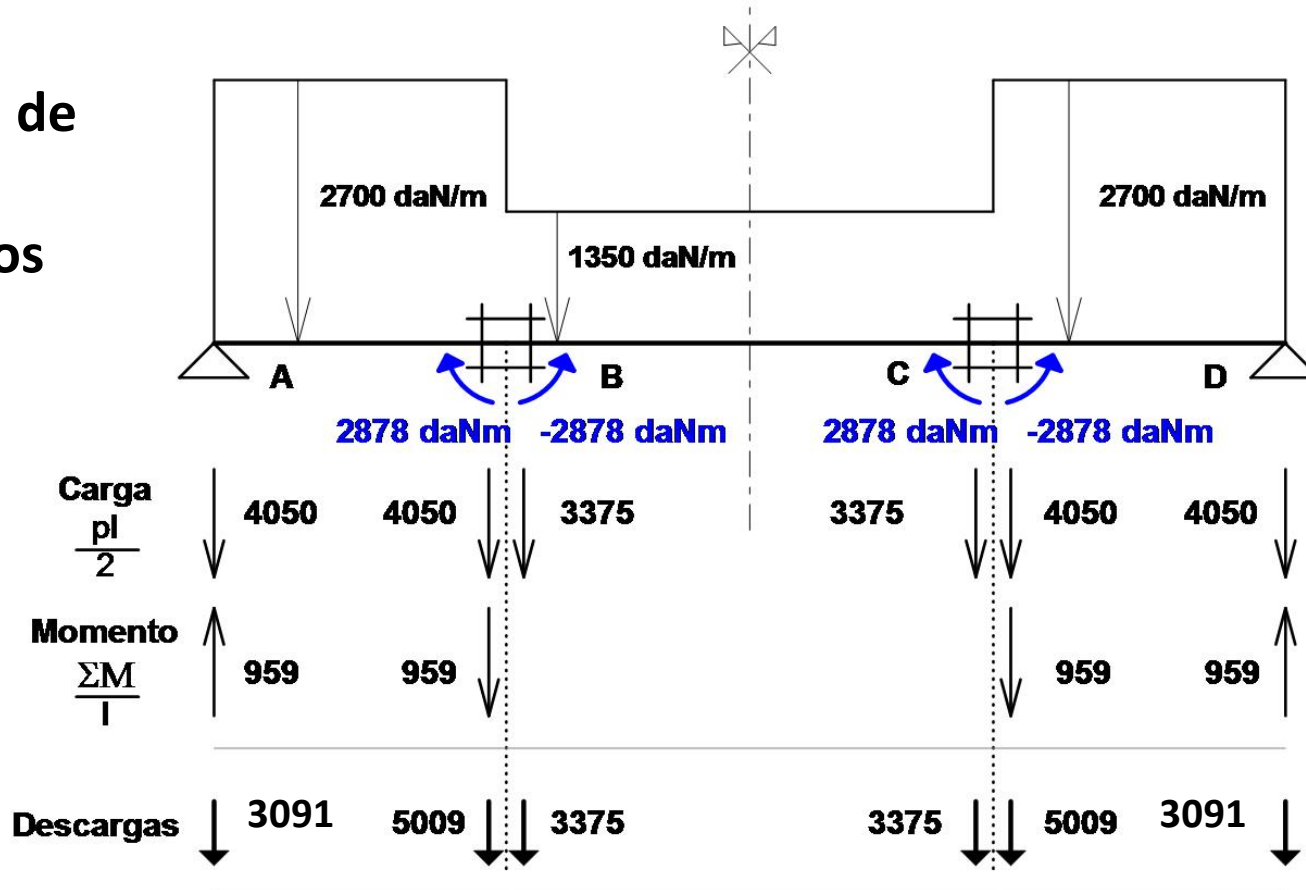 de
2700 daN/m 2700 daN/m
os
1350 daN/m
A B C D
2878 daNm -2878 daNm 2878 daNm -2878 daNm
Carga
pl
2
4050 4050 3375 3375 4050 4050
Momento
ΣM
l
959 959 959 959
Descargas 3091 5009 3375 3375 5009 3091